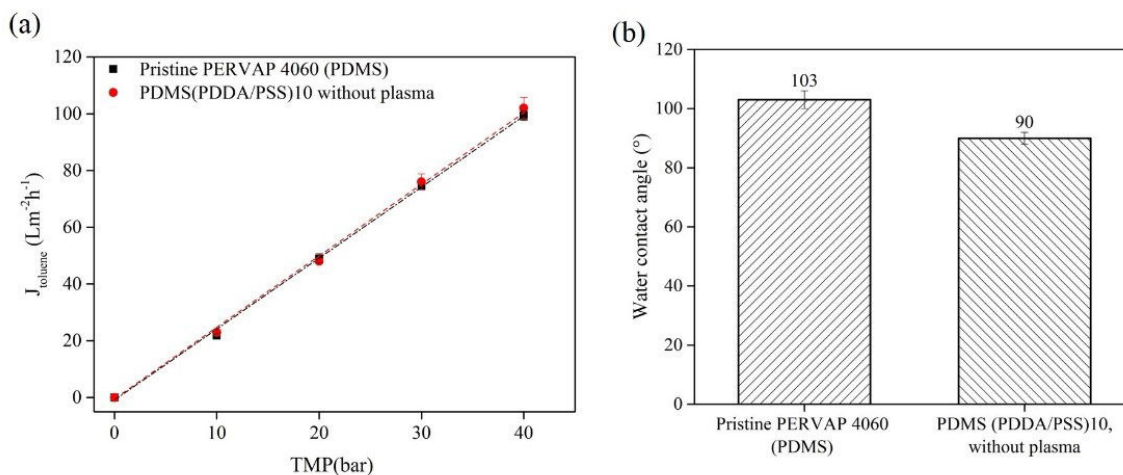 (a)
120
100
80
60
40
20
0
J toluene (Lm-2h-1)
Pristine PERVAP 4060 (PDMS)
PDMS(PDDA/PSS)10 without plasma
0 10 20 30 40
TMP(bar)
(b)
120
100
80
60
40
20
0
Water contact angle (°)
103
90
Pristine PERVAP 4060
(PDMS)
PDMS (PDDA/PSS)10,
without plasma